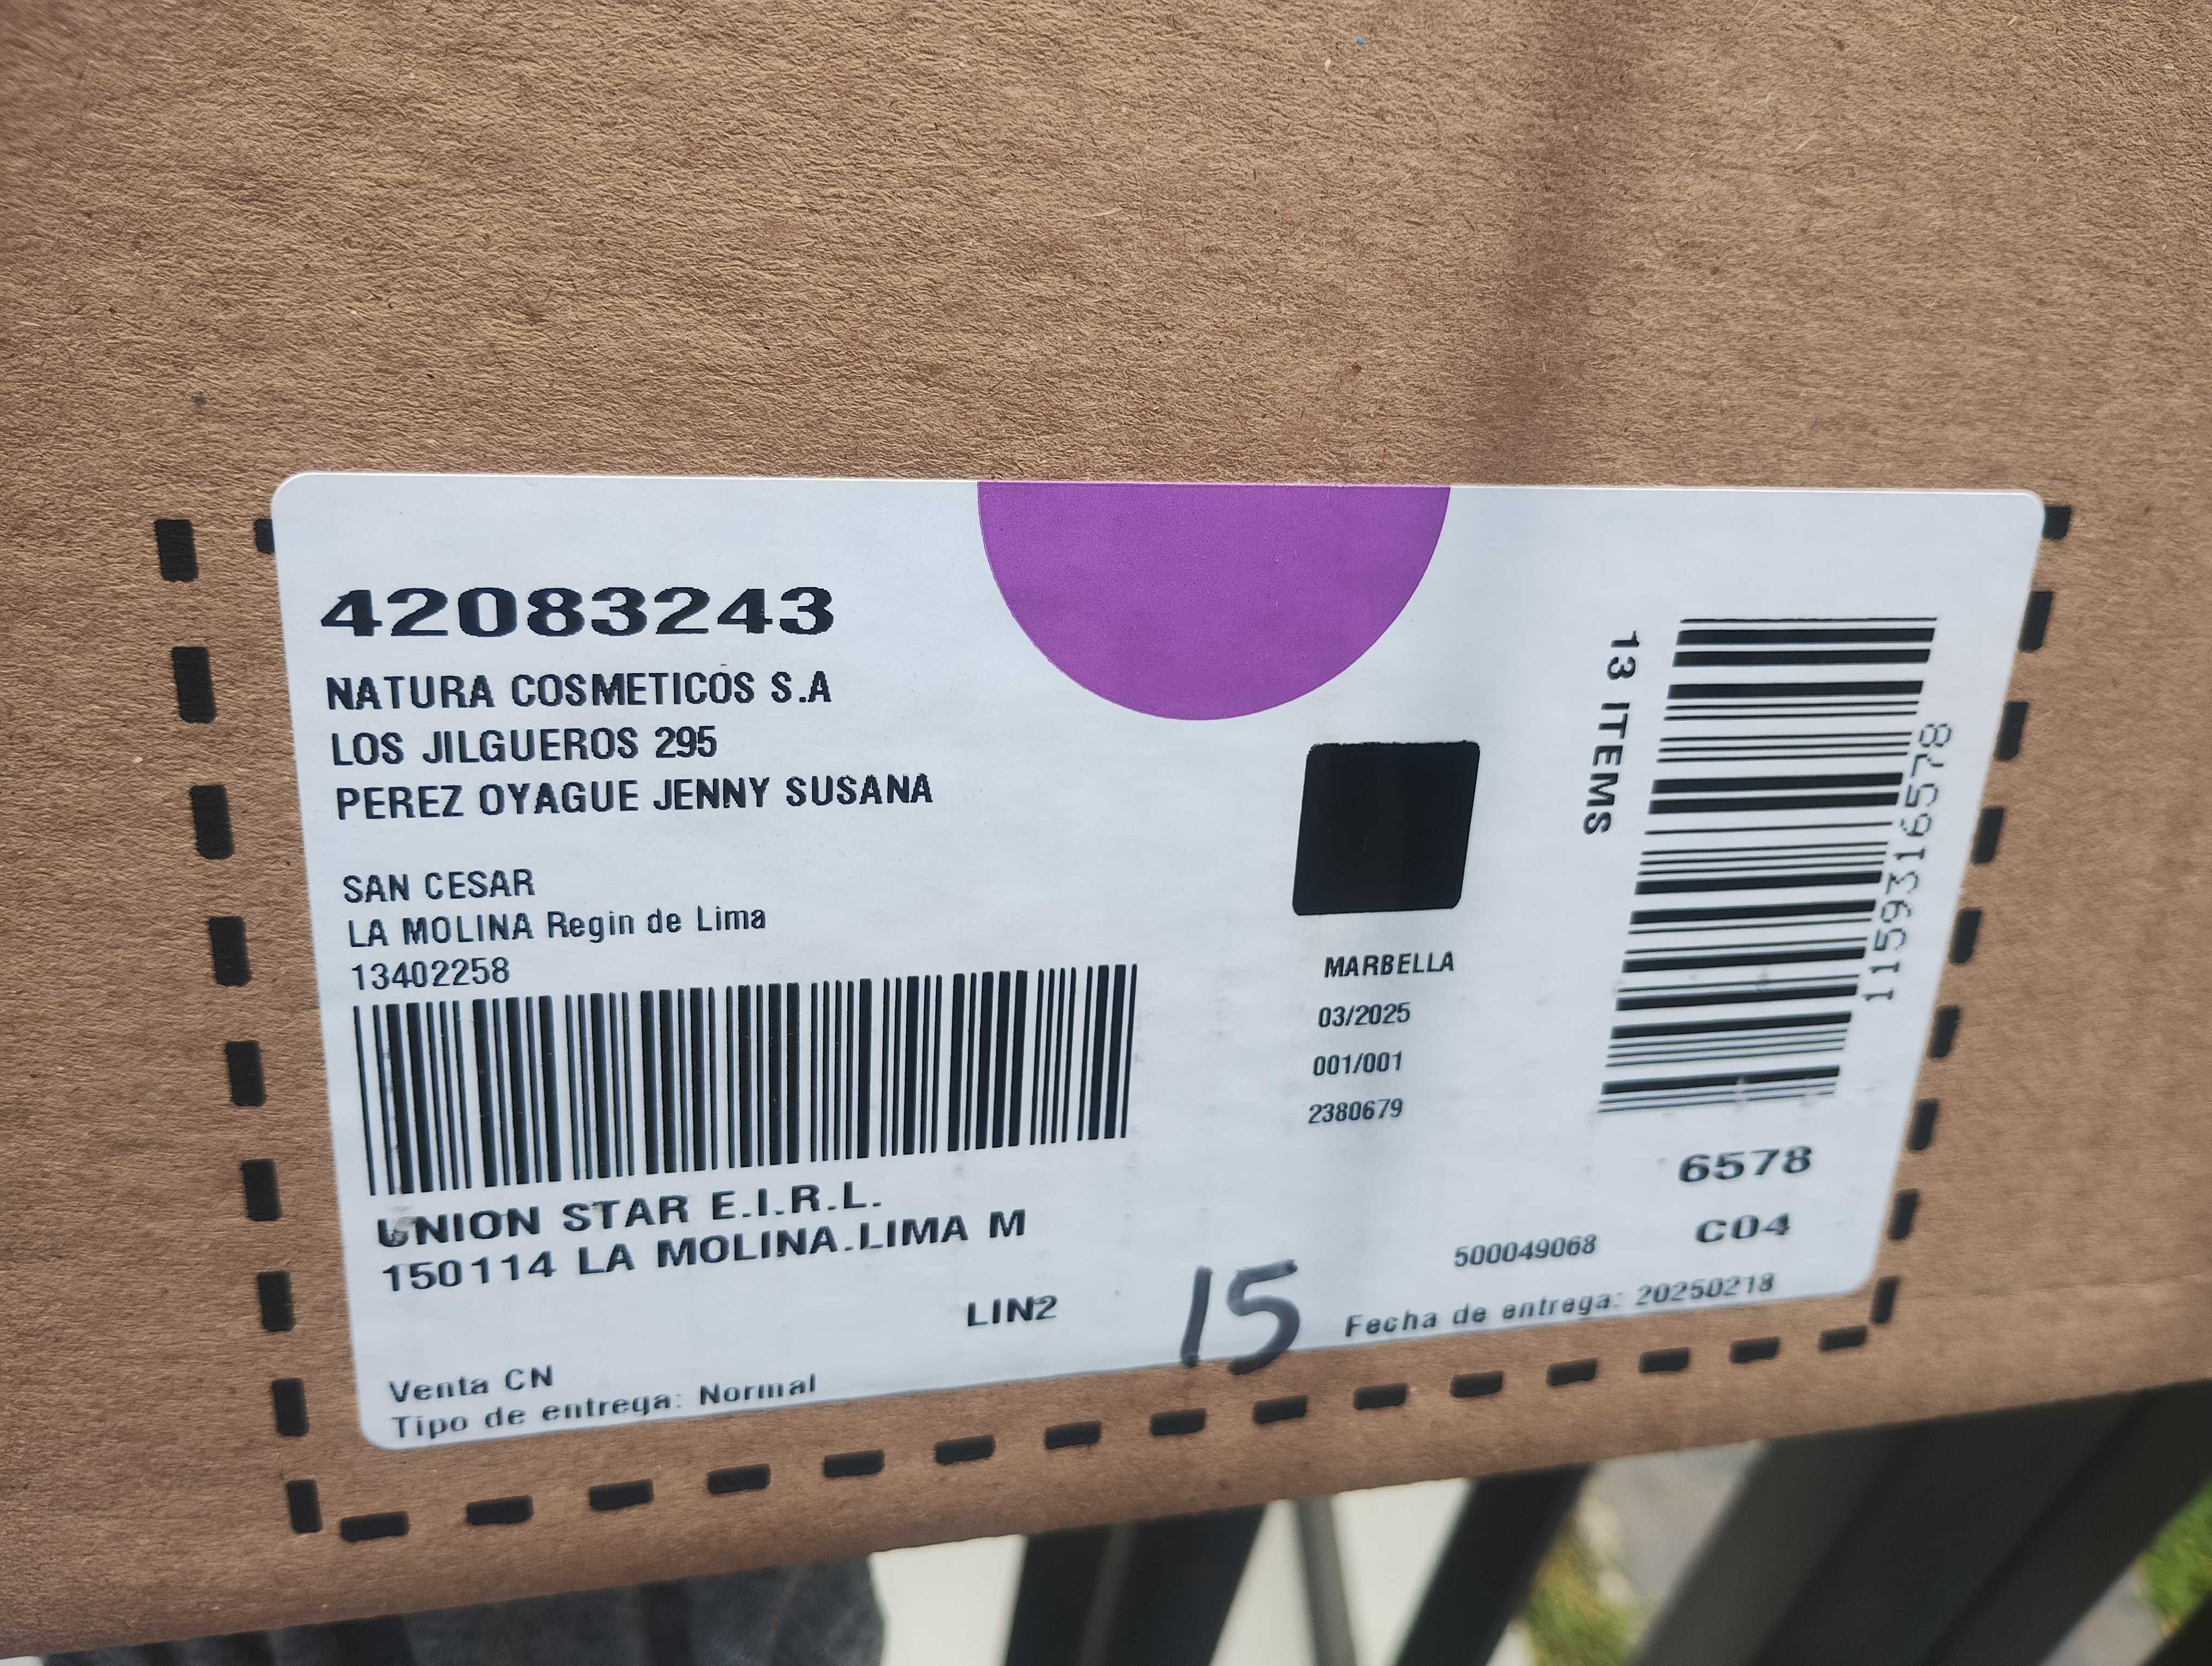 42083243
NATURA COSMETICOS S.A
LOS JILGUEROS 295
PEREZ OYAGUE JENNY SUSANA
SAN CESAR
LA MOLINA Regin de Lima
13402258
UNION STAR E.I.R.L.
150114 LA MOLINA.LIMA M
LIN2
Venta CN
Tipo de entrega: Normal
15
MARBELLA
03/2025
001/001
2380679
13 ITEMS
1159316578
6578
C04
500049068
Fecha de entrega: 20250218